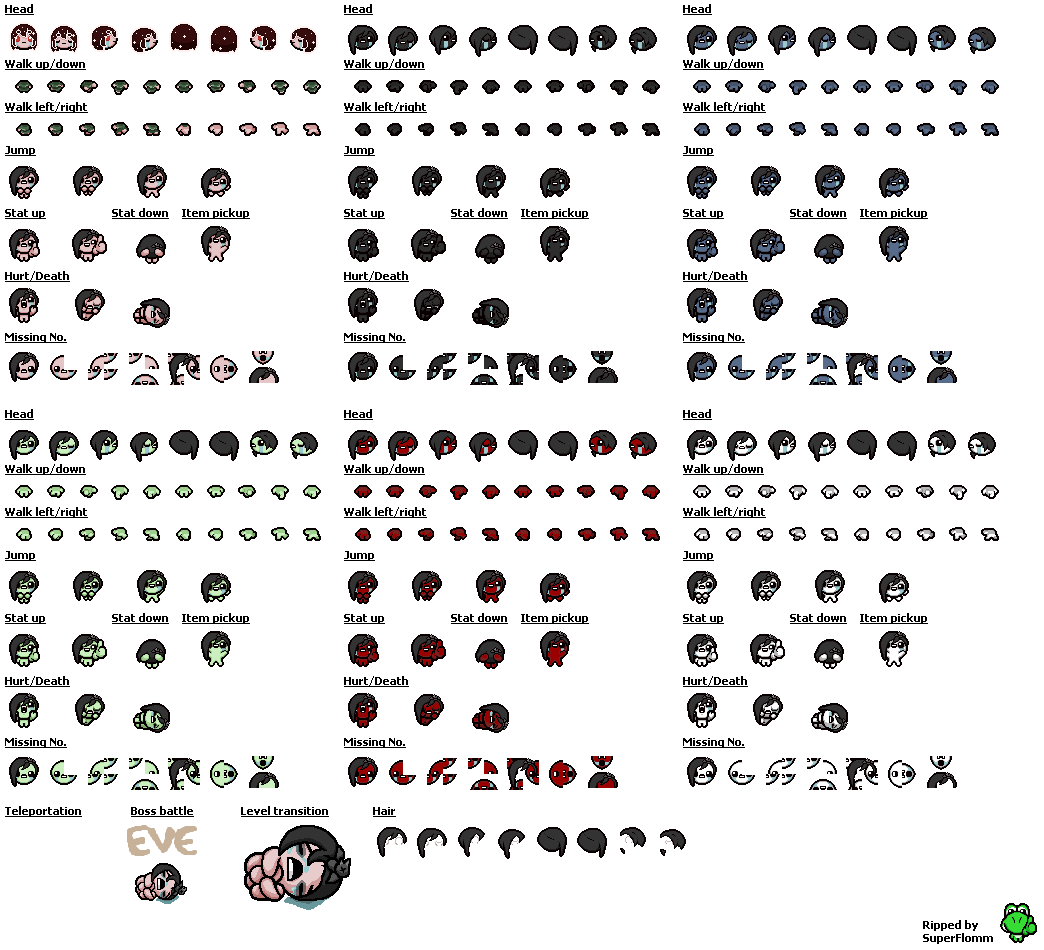 Head Head Head
Walk up/down Walk up/down Walk up/down
Walk left/right Walk left/right Walk left/right
Jump Jump Jump
Stat up Stat down Item pickup Stat up Stat down Item pickup Stat up Stat down Item pickup
Hurt/Death Hurt/Death Hurt/Death
Missing No. Missing No. Missing No.
Head Head Head
Walk up/down Walk up/down Walk up/down
Walk left/right Walk left/right Walk left/right
Jump Jump Jump
Stat up Stat down Item pickup Stat up Stat down Item pickup Stat up Stat down Item pickup
Hurt/Death Hurt/Death Hurt/Death
Missing No. Missing No. Missing No.
Teleportation Boss battle Level transition Hair
EVE
Ripped by
SuperFlomm